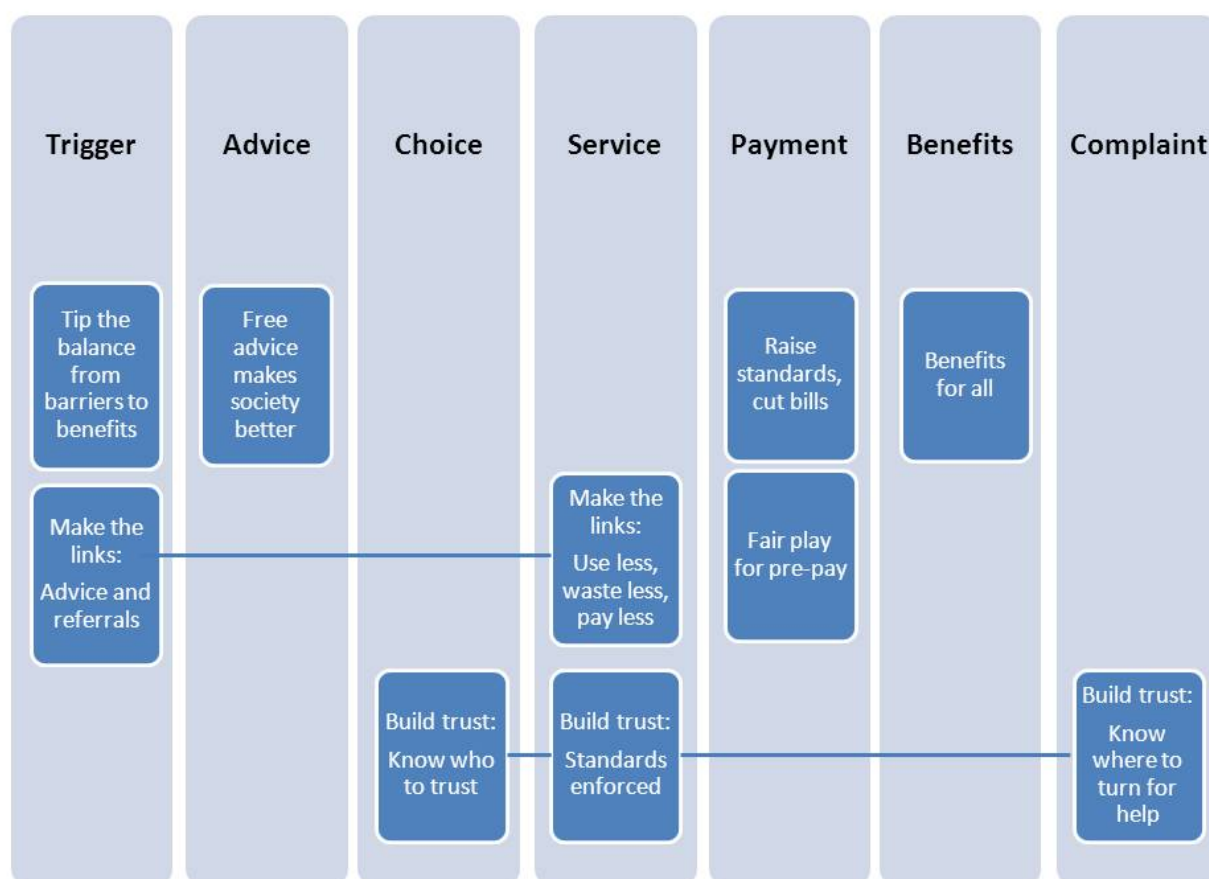 Trigger
Advice
Choice
Service
Payment
Benefits
Complaint
Tip the
balance
from
barriers to
benefits
Free
advice
makes
society
better
Raise
standards,
cut bills
Benefits
for all
Make the
links:
Advice and
referrals
Make the
links:
Use less,
waste less,
pay less
Fair play
for pre-pay
Build trust:
Know who
to trust
Build trust:
Standards
enforced
Build trust:
Know
where to
turn for
help